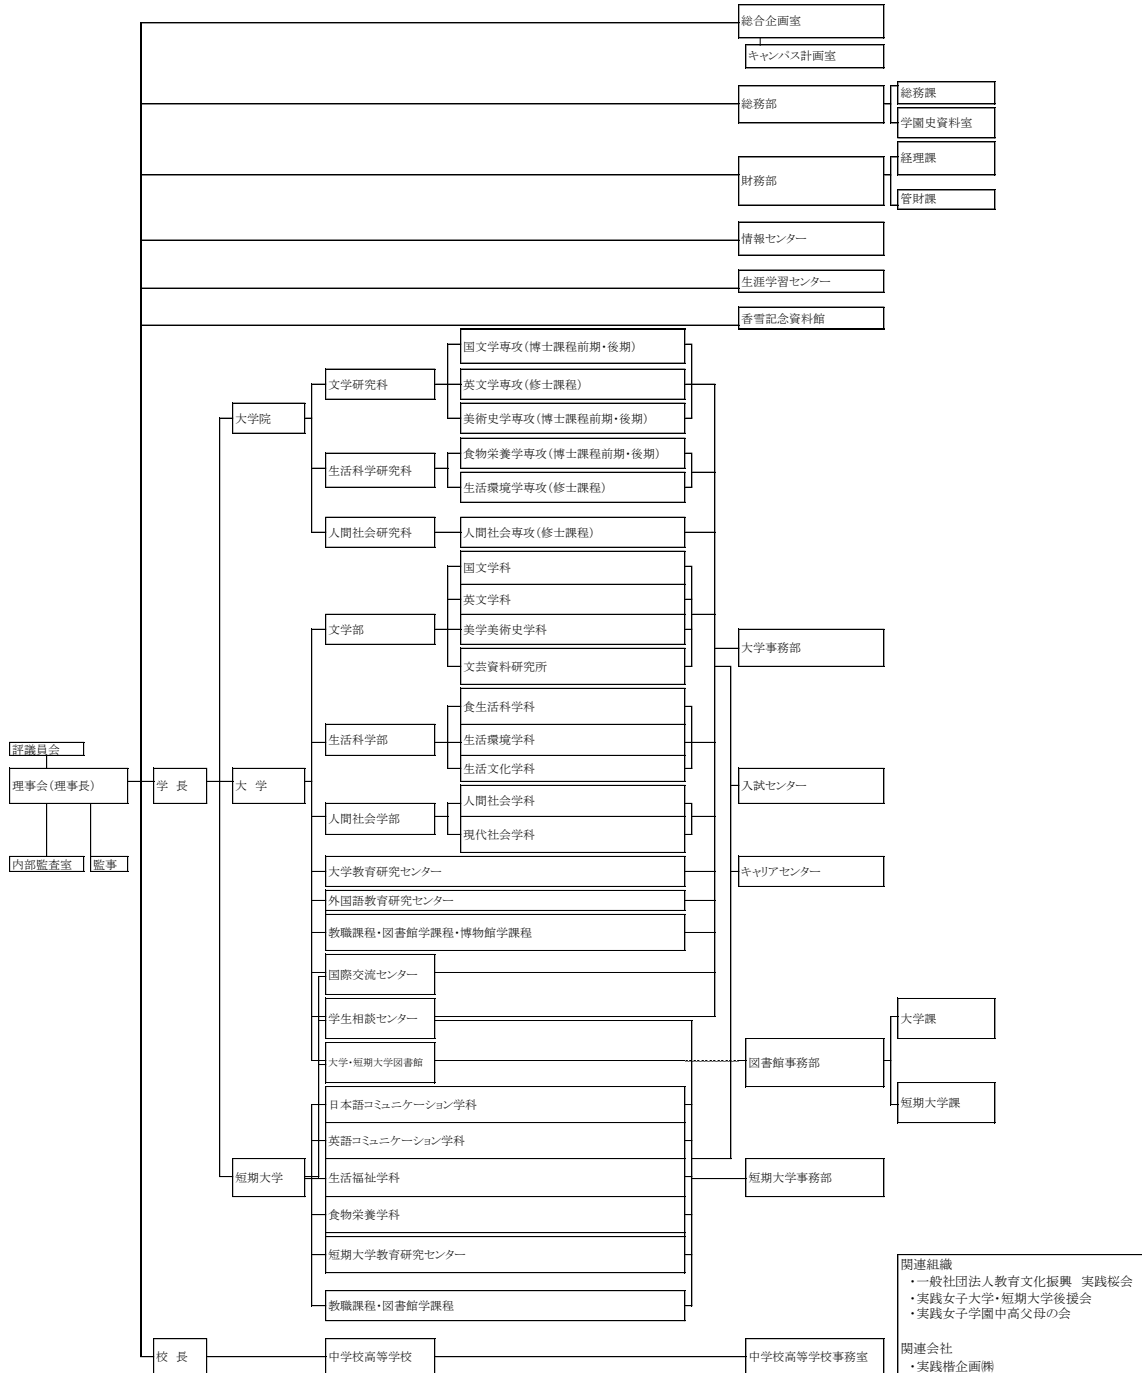 総合企画室
キャンパス計画室
総務部
総務課
学園史資料室
財務部
経理課
管財課
情報センター
生涯学習センター
香雪記念資料館
大学院
文学研究科
国文学専攻(博士課程前期・後期)
英文学専攻(修士課程)
美術史学専攻(博士課程前期・後期)
生活科学研究科
食物栄養学専攻(博士課程前期・後期)
生活環境学専攻(修士課程)
人間社会研究科
人間社会専攻(修士課程)
文学部
国文学科
英文学科
美学美術史学科
文芸資料研究所
大学事務部
生活科学部
食生活科学科
生活環境学科
生活文化学科
評議員会
理事会(理事長)
学 長
大 学
入試センター
人間社会学部
人間社会学科
現代社会学科
内部監査室
監事
大学教育研究センター
キャリアセンター
外国語教育研究センター
教職課程・図書館学課程・博物館学課程
国際交流センター
学生相談センター
大学・短期大学図書館
図書館事務部
大学課
短期大学課
日本語コミュニケーション学科
英語コミュニケーション学科
短期大学
生活福祉学科
短期大学事務部
食物栄養学科
短期大学教育研究センター
教職課程・図書館学課程
校 長
中学校高等学校
中学校高等学校事務室
関連組織
・一般社団法人教育文化振興 実践桜会
・実践女子大学・短期大学後援会
・実践女子学園中高父母の会
関連会社
・実践楷企画㈱